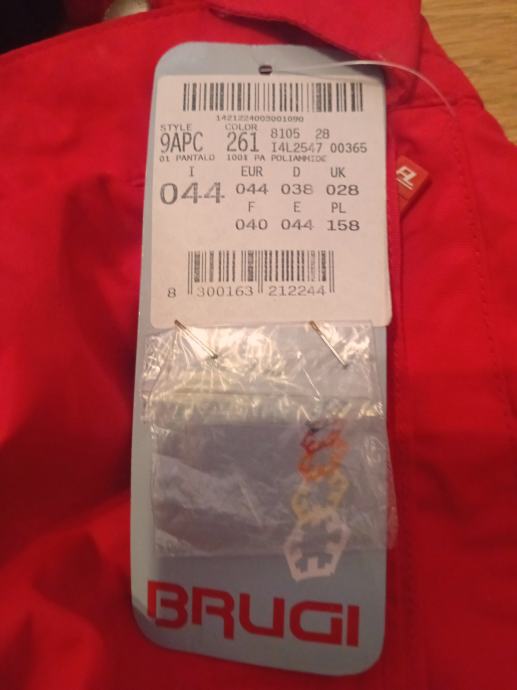 1421224003001090
STYLE COLOR 8105 28
9APC 261 I4L2547 00365
01 PANTALO 100% PA POLIAMMIDE
I EUR D UK
044 044 038 028
F E PL
040 044 158
8 300163 212244
BRUGI